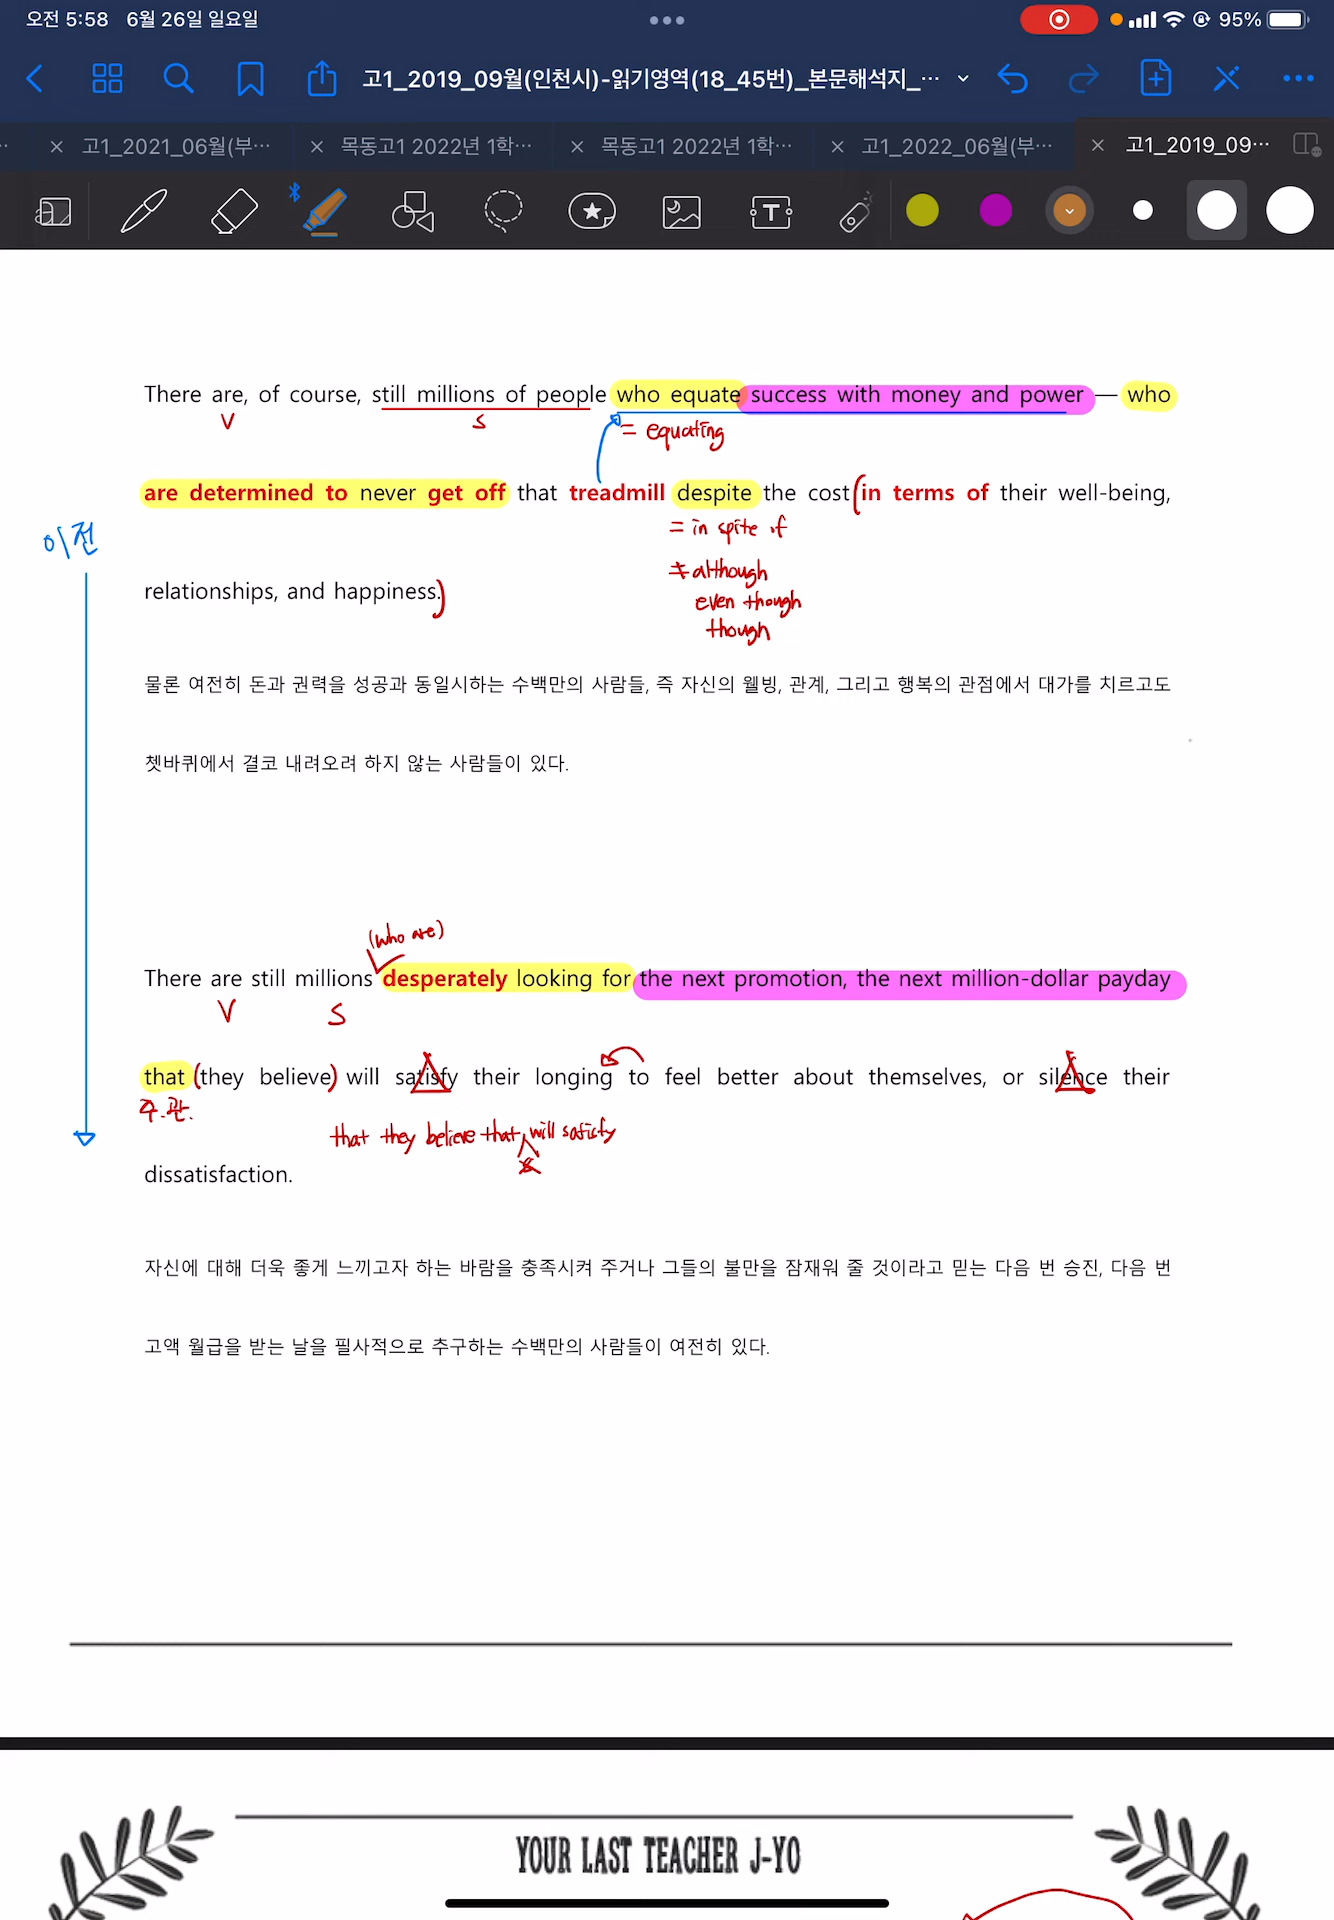 오전 5:58 6월 26일 일요일 95%
고1_2019_09월(인천시)-읽기영역(18_45번)_본문해석지_…
고1_2021_06월(부… 목동고1 2022년 1학… 목동고1 2022년 1학… 고1_2022_06월(부… 고1_2019_09…
There are, of course, still millions of people who equate success with money and power — who
V S = equating
are determined to never get off that treadmill despite the cost (in terms of their well-being,
이전
= in spite of
≠ although
relationships, and happiness.)
even though
though
물론 여전히 돈과 권력을 성공과 동일시하는 수백만의 사람들, 즉 자신의 웰빙, 관계, 그리고 행복의 관점에서 대가를 치르고도
쳇바퀴에서 결코 내려오려 하지 않는 사람들이 있다.
(who are)
There are still millions desperately looking for the next promotion, the next million-dollar payday
V S
that (they believe) will satisfy their longing to feel better about themselves, or silence their
주.관.
that they believe that will satisfy
dissatisfaction.
자신에 대해 더욱 좋게 느끼고자 하는 바람을 충족시켜 주거나 그들의 불만을 잠재워 줄 것이라고 믿는 다음 번 승진, 다음 번
고액 월급을 받는 날을 필사적으로 추구하는 수백만의 사람들이 여전히 있다.
YOUR LAST TEACHER J-YO